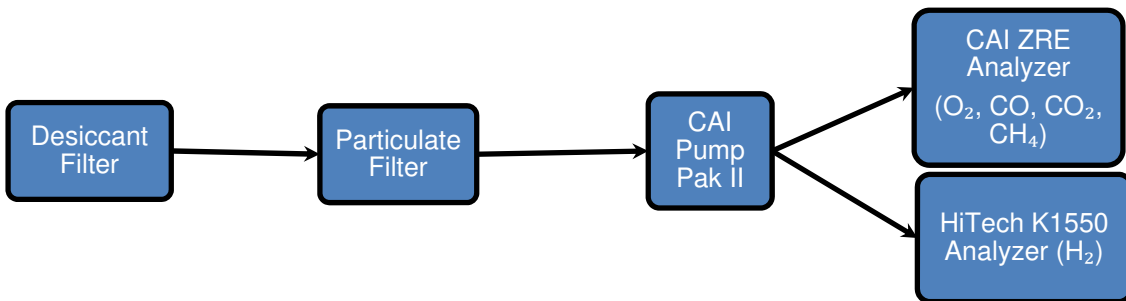 Desiccant
Filter
Particulate
Filter
CAI
Pump
Pak II
CAI ZRE
Analyzer
(O₂, CO, CO₂,
CH₄)
HiTech K1550
Analyzer (H₂)